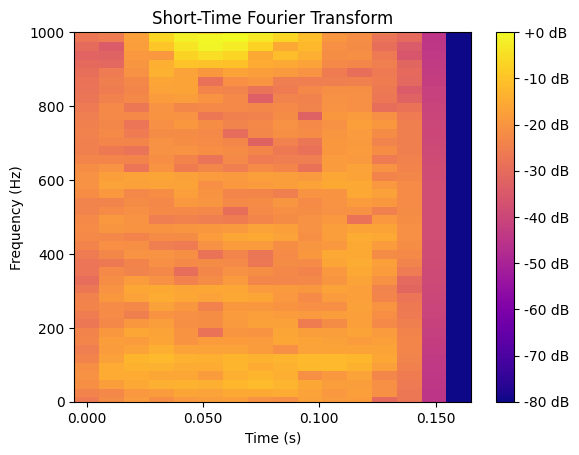 Short-Time Fourier Transform
Frequency (Hz)
1000
800
600
400
200
0
0.000
0.050
0.100
0.150
Time (s)
+0 dB
-10 dB
-20 dB
-30 dB
-40 dB
-50 dB
-60 dB
-70 dB
-80 dB